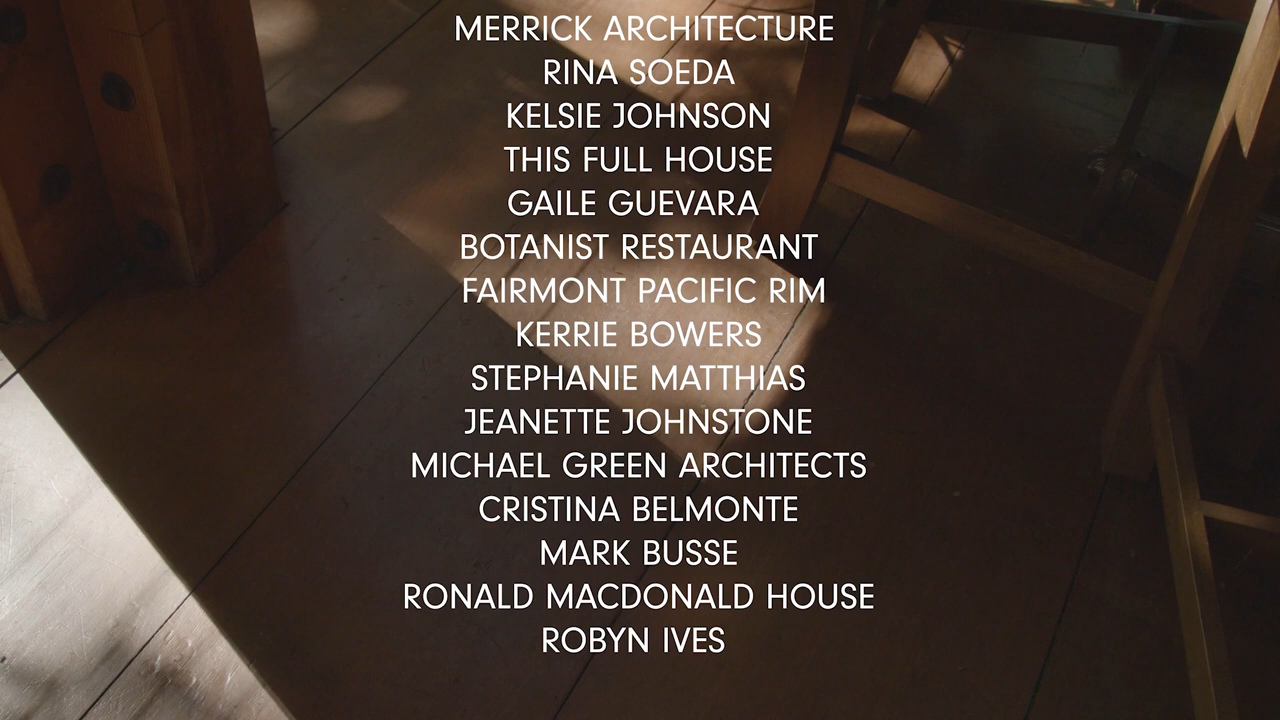 MERRICK ARCHITECTURE
RINA SOEDA
KELSIE JOHNSON
THIS FULL HOUSE
GAILE GUEVARA
BOTANIST RESTAURANT
FAIRMONT PACIFIC RIM
KERRIE BOWERS
STEPHANIE MATTHIAS
JEANETTE JOHNSTONE
MICHAEL GREEN ARCHITECTS
CRISTINA BELMONTE
MARK BUSSE
RONALD MACDONALD HOUSE
ROBYN IVES